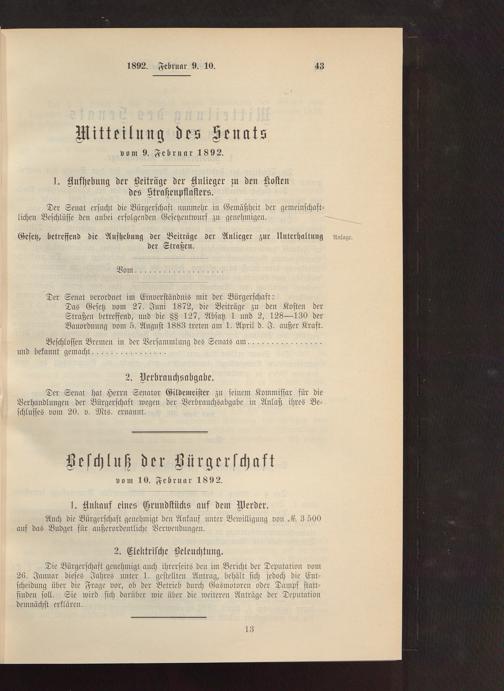 1892. Februar 9. 10. 43
Mitteilung des Senats
vom 9. Februar 1892.
1. Aufhebung der Beiträge der Anlieger zu den Kosten
des Straßenpflasters.
Der Senat ersucht die Bürgerschaft nunmehr in Gemäßheit der gemeinschaft-
lichen Beschlüsse den anbei erfolgenden Gesetzentwurf zu genehmigen.
Gesetz, betreffend die Aufhebung der Beiträge der Anlieger zur Unterhaltung Anlage.
der Straßen.
Vom..................
Der Senat verordnet im Einverständnis mit der Bürgerschaft:
Das Gesetz vom 27. Juni 1872, die Beiträge zu den Kosten der
Straßen betreffend, und die §§ 127, Absatz 1 und 2, 128—130 der
Bauordnung vom 5. August 1883 treten am 1. April d. J. außer Kraft.
Beschlossen Bremen in der Versammlung des Senats am...............
und bekannt gemacht...............
2. Verbrauchsabgabe.
Der Senat hat Herrn Senator Gildemeister zu seinem Kommissar für die
Verhandlungen der Bürgerschaft wegen der Verbrauchsabgabe in Anlaß ihres Be-
schlusses vom 20. v. Mts. ernannt.
Beschluß der Bürgerschaft
vom 10. Februar 1892.
1. Ankauf eines Grundstücks auf dem Werder.
Auch die Bürgerschaft genehmigt den Ankauf unter Bewilligung von ℳ 3 500
auf das Budget für außerordentliche Verwendungen.
2. Elektrische Beleuchtung.
Die Bürgerschaft genehmigt auch ihrerseits den im Bericht der Deputation vom
26. Januar dieses Jahrs unter 1. gestellten Antrag, behält sich jedoch die Ent-
scheidung über die Frage vor, ob der Betrieb durch Gasmotoren oder Dampf statt-
finden soll. Sie wird sich darüber wie über die weiteren Anträge der Deputation
demnächst erklären.
13